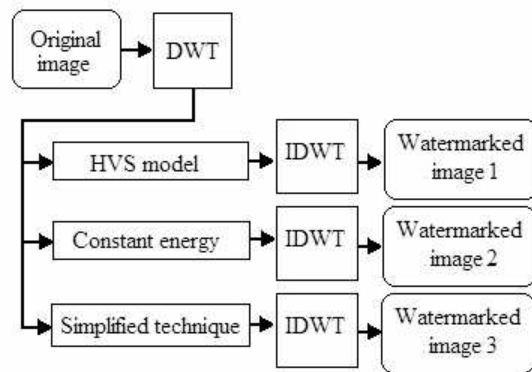 Original
image
DWT
HVS model
IDWT
Watermarked
image 1
Constant energy
IDWT
Watermarked
image 2
Simplified technique
IDWT
Watermarked
image 3